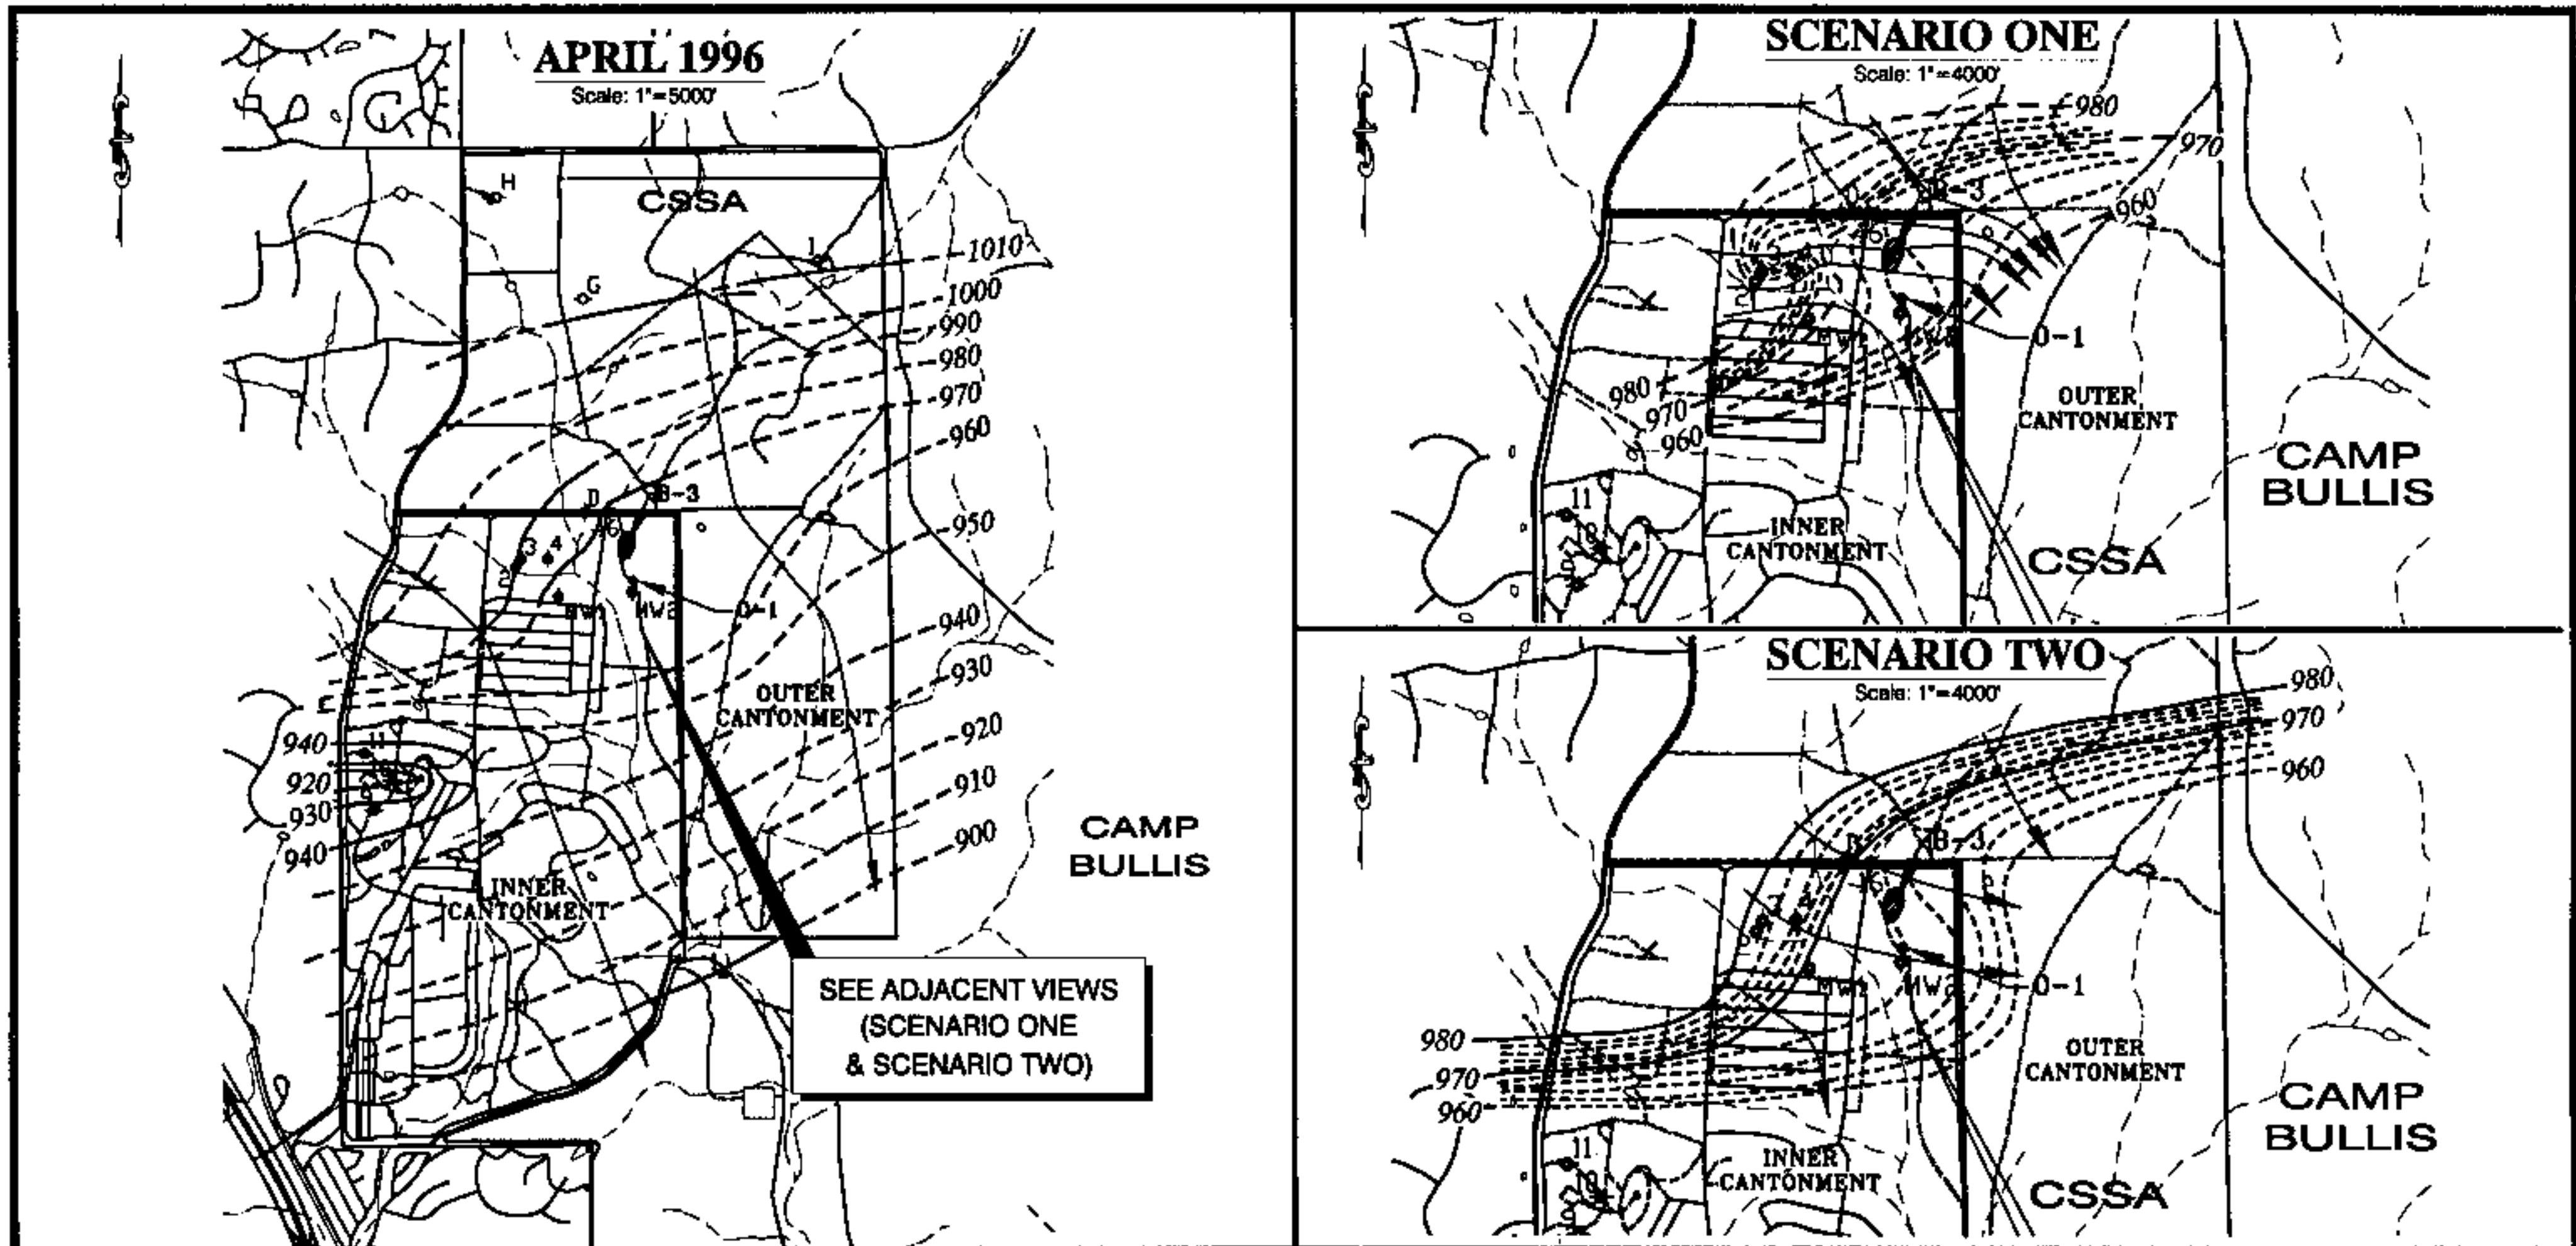 APRIL 1996
Scale: 1"=5000'
H
CSSA
I
G
1010
1000
990
980
970
960
950
940
930
920
910
900
D
B-3
3
4
2
MW1
MW2
O-1
OUTER
CANTONMENT
940
11
920
930
940
INNER
CANTONMENT
CAMP
BULLIS
SEE ADJACENT VIEWS
(SCENARIO ONE
& SCENARIO TWO)
SCENARIO ONE
Scale: 1"=4000'
980
970
960
B-3
O-1
980
970
960
OUTER
CANTONMENT
CAMP
BULLIS
11
10
INNER
CANTONMENT
CSSA
SCENARIO TWO
Scale: 1"=4000'
980
970
960
B-3
MW1
MW2
O-1
980
970
960
OUTER
CANTONMENT
CAMP
BULLIS
11
10
INNER
CANTONMENT
CSSA